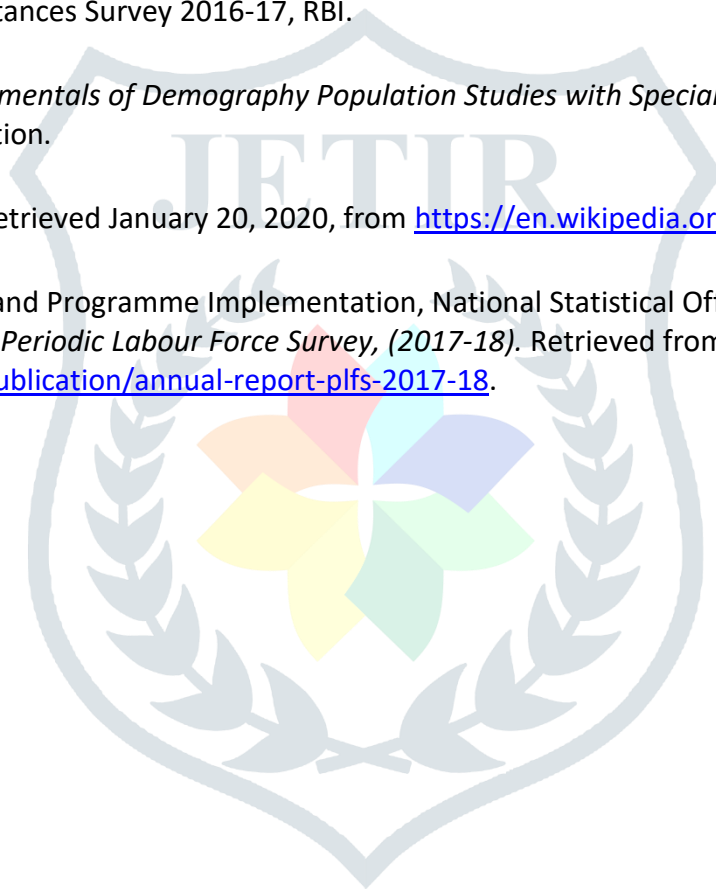 tances Survey 2016-17, RBI.
mentals of Demography Population Studies with Special
tion.
JETIR
etrieved January 20, 2020, from https://en.wikipedia.or
and Programme Implementation, National Statistical Off
Periodic Labour Force Survey, (2017-18). Retrieved from
ublication/annual-report-plfs-2017-18.